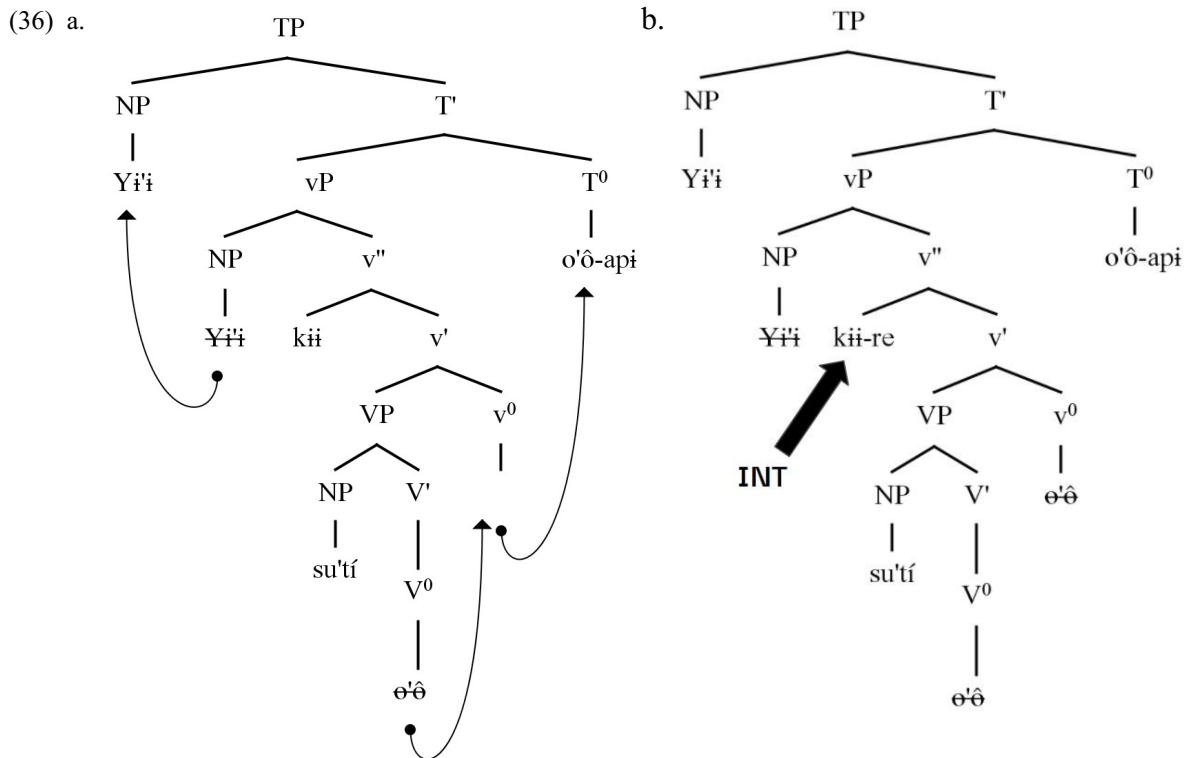 (36) a.
TP
NP T'
Yɨ'ɨ vP T⁰
NP v'' o'ô-apɨ
Yɨ'ɨ kɨɨ v'
VP v⁰
NP V'
su'tí V⁰
o'ô
b.
TP
NP T'
Yɨ'ɨ vP T⁰
NP v'' o'ô-apɨ
Yɨ'ɨ kɨɨ-re v'
VP v⁰
INT
NP V' o'ô
su'tí V⁰
o'ô